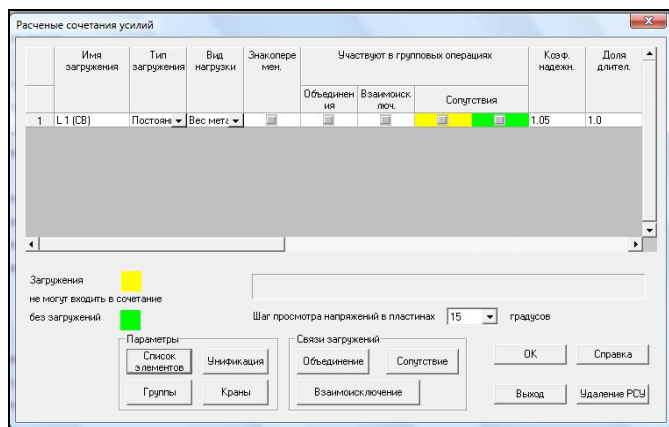 Расченые сочетания усилий
Имя загружения
Тип загружения
Вид нагрузки
Знакопере мен.
Участвуют в групповых операциях
Объединен ия
Взаимоиск люч.
Сопутствия
Коэф. надежн.
Доля длител.
1 L 1 (СВ) Постоян Вес мета 1.05 1.0
Загружения
не могут входить в сочетание
без загружений
Шаг просмотра напряжений в пластинах 15 градусов
Параметры
Список элементов
Унификация
Группы
Краны
Связи загружений
Объединение
Сопутствие
Взаимоисключение
OK
Справка
Выход
Удаление РСУ